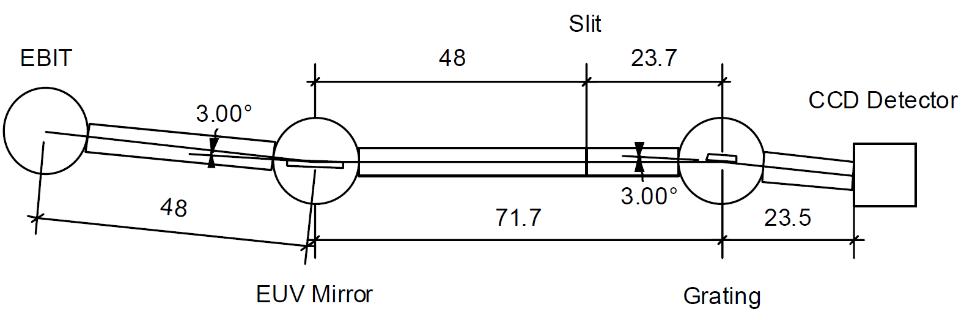 Slit
EBIT
48
23.7
CCD Detector
3.00°
3.00°
48
71.7
23.5
EUV Mirror
Grating